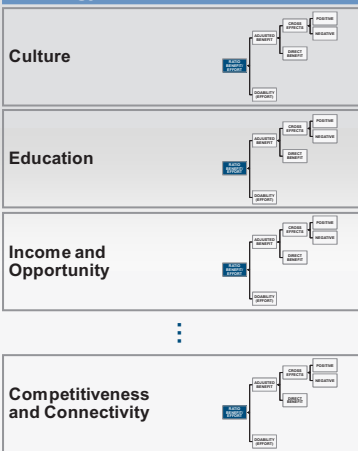 Culture
RATIO
BENEFIT/
EFFORT
ADJUSTED
BENEFIT
CROSS
EFFECTS
POSITIVE
NEGATIVE
DIRECT
BENEFIT
DOABILITY
(EFFORT)
Education
RATIO
BENEFIT/
EFFORT
ADJUSTED
BENEFIT
CROSS
EFFECTS
POSITIVE
NEGATIVE
DIRECT
BENEFIT
DOABILITY
(EFFORT)
Income and
Opportunity
RATIO
BENEFIT/
EFFORT
ADJUSTED
BENEFIT
CROSS
EFFECTS
POSITIVE
NEGATIVE
DIRECT
BENEFIT
DOABILITY
(EFFORT)
Competitiveness
and Connectivity
RATIO
BENEFIT/
EFFORT
ADJUSTED
BENEFIT
CROSS
EFFECTS
POSITIVE
NEGATIVE
DIRECT
BENEFIT
DOABILITY
(EFFORT)